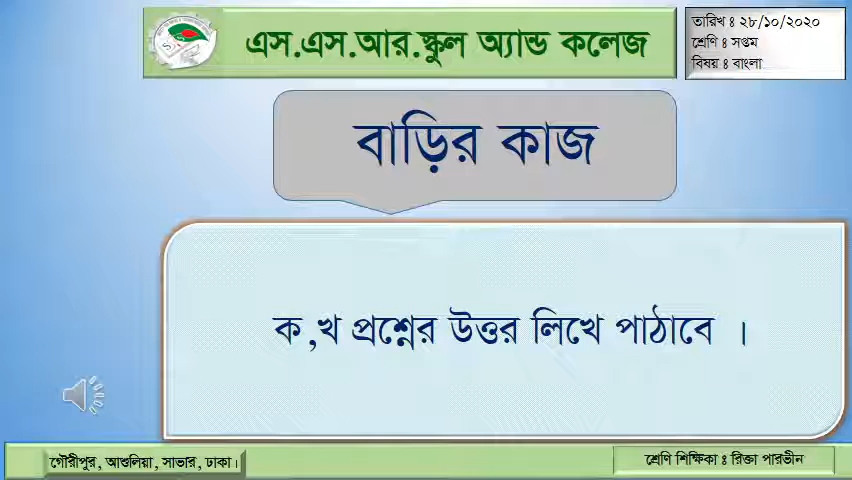 এস.এস.আর.স্কুল অ্যান্ড কলেজ
তারিখ ঃ ২৮/১০/২০২০
শ্রেণি ঃ সপ্তম
বিষয় ঃ বাংলা
বাড়ির কাজ
ক,খ প্রশ্নের উত্তর লিখে পাঠাবে ।
গৌরীপুর, আশুলিয়া, সাভার, ঢাকা।
শ্রেণি শিক্ষিকা ঃ রিক্তা পারভীন